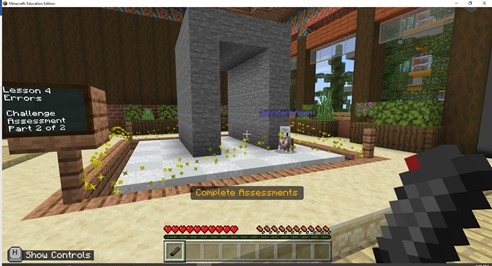 Minecraft Education Edition
Lesson 4
Errors
Challenge
Assessment
Part 2 of 2
Complete Assessments
H Show Controls